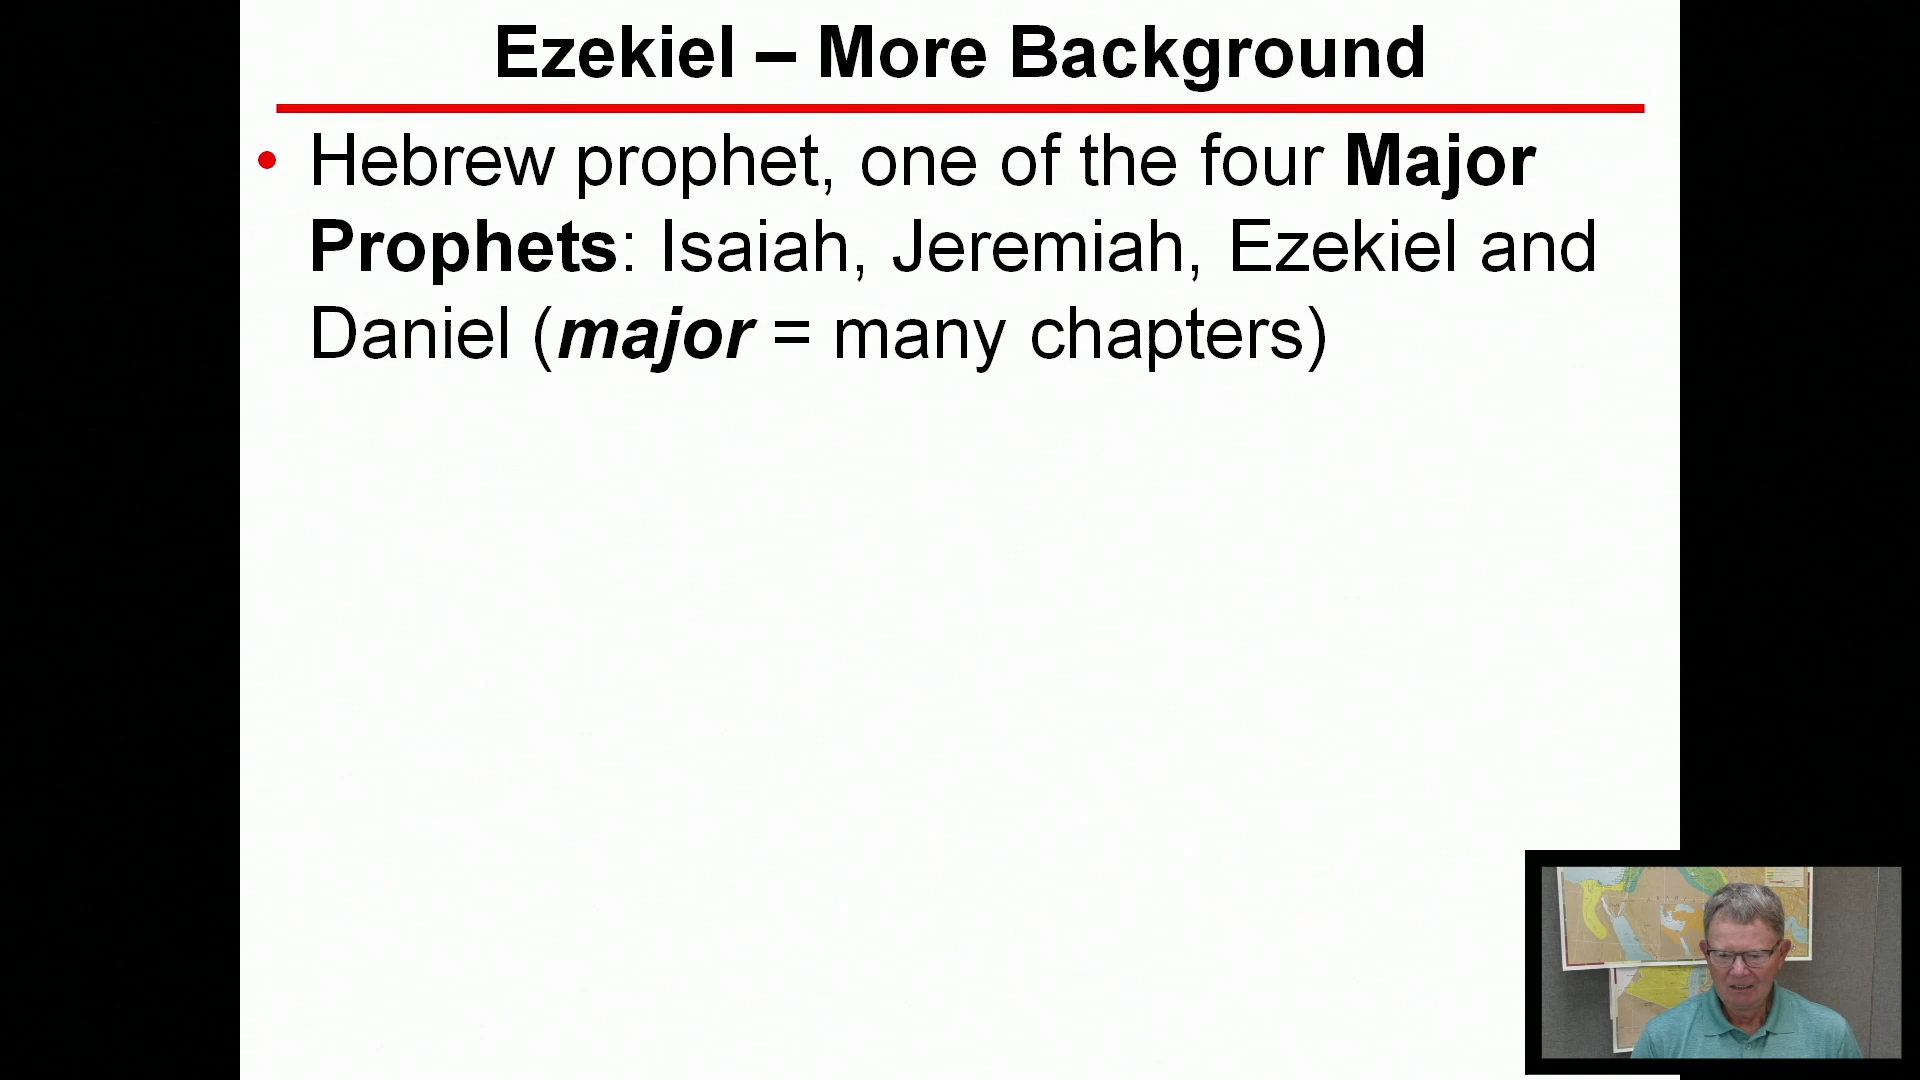 Ezekiel – More Background
• Hebrew prophet, one of the four Major
Prophets: Isaiah, Jeremiah, Ezekiel and
Daniel (major = many chapters)